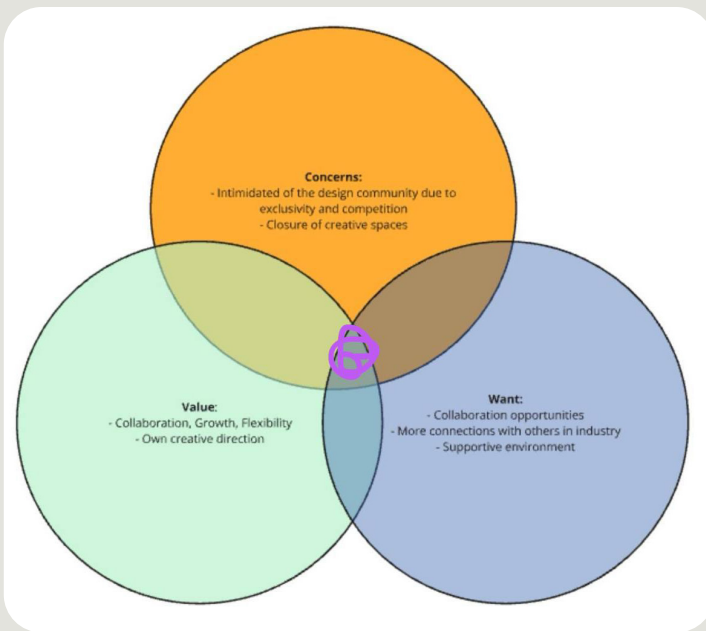 Concerns:
- Intimidated of the design community due to
exclusivity and competition
- Closure of creative spaces
Value:
- Collaboration, Growth, Flexibility
- Own creative direction
Want:
- Collaboration opportunities
- More connections with others in industry
- Supportive environment